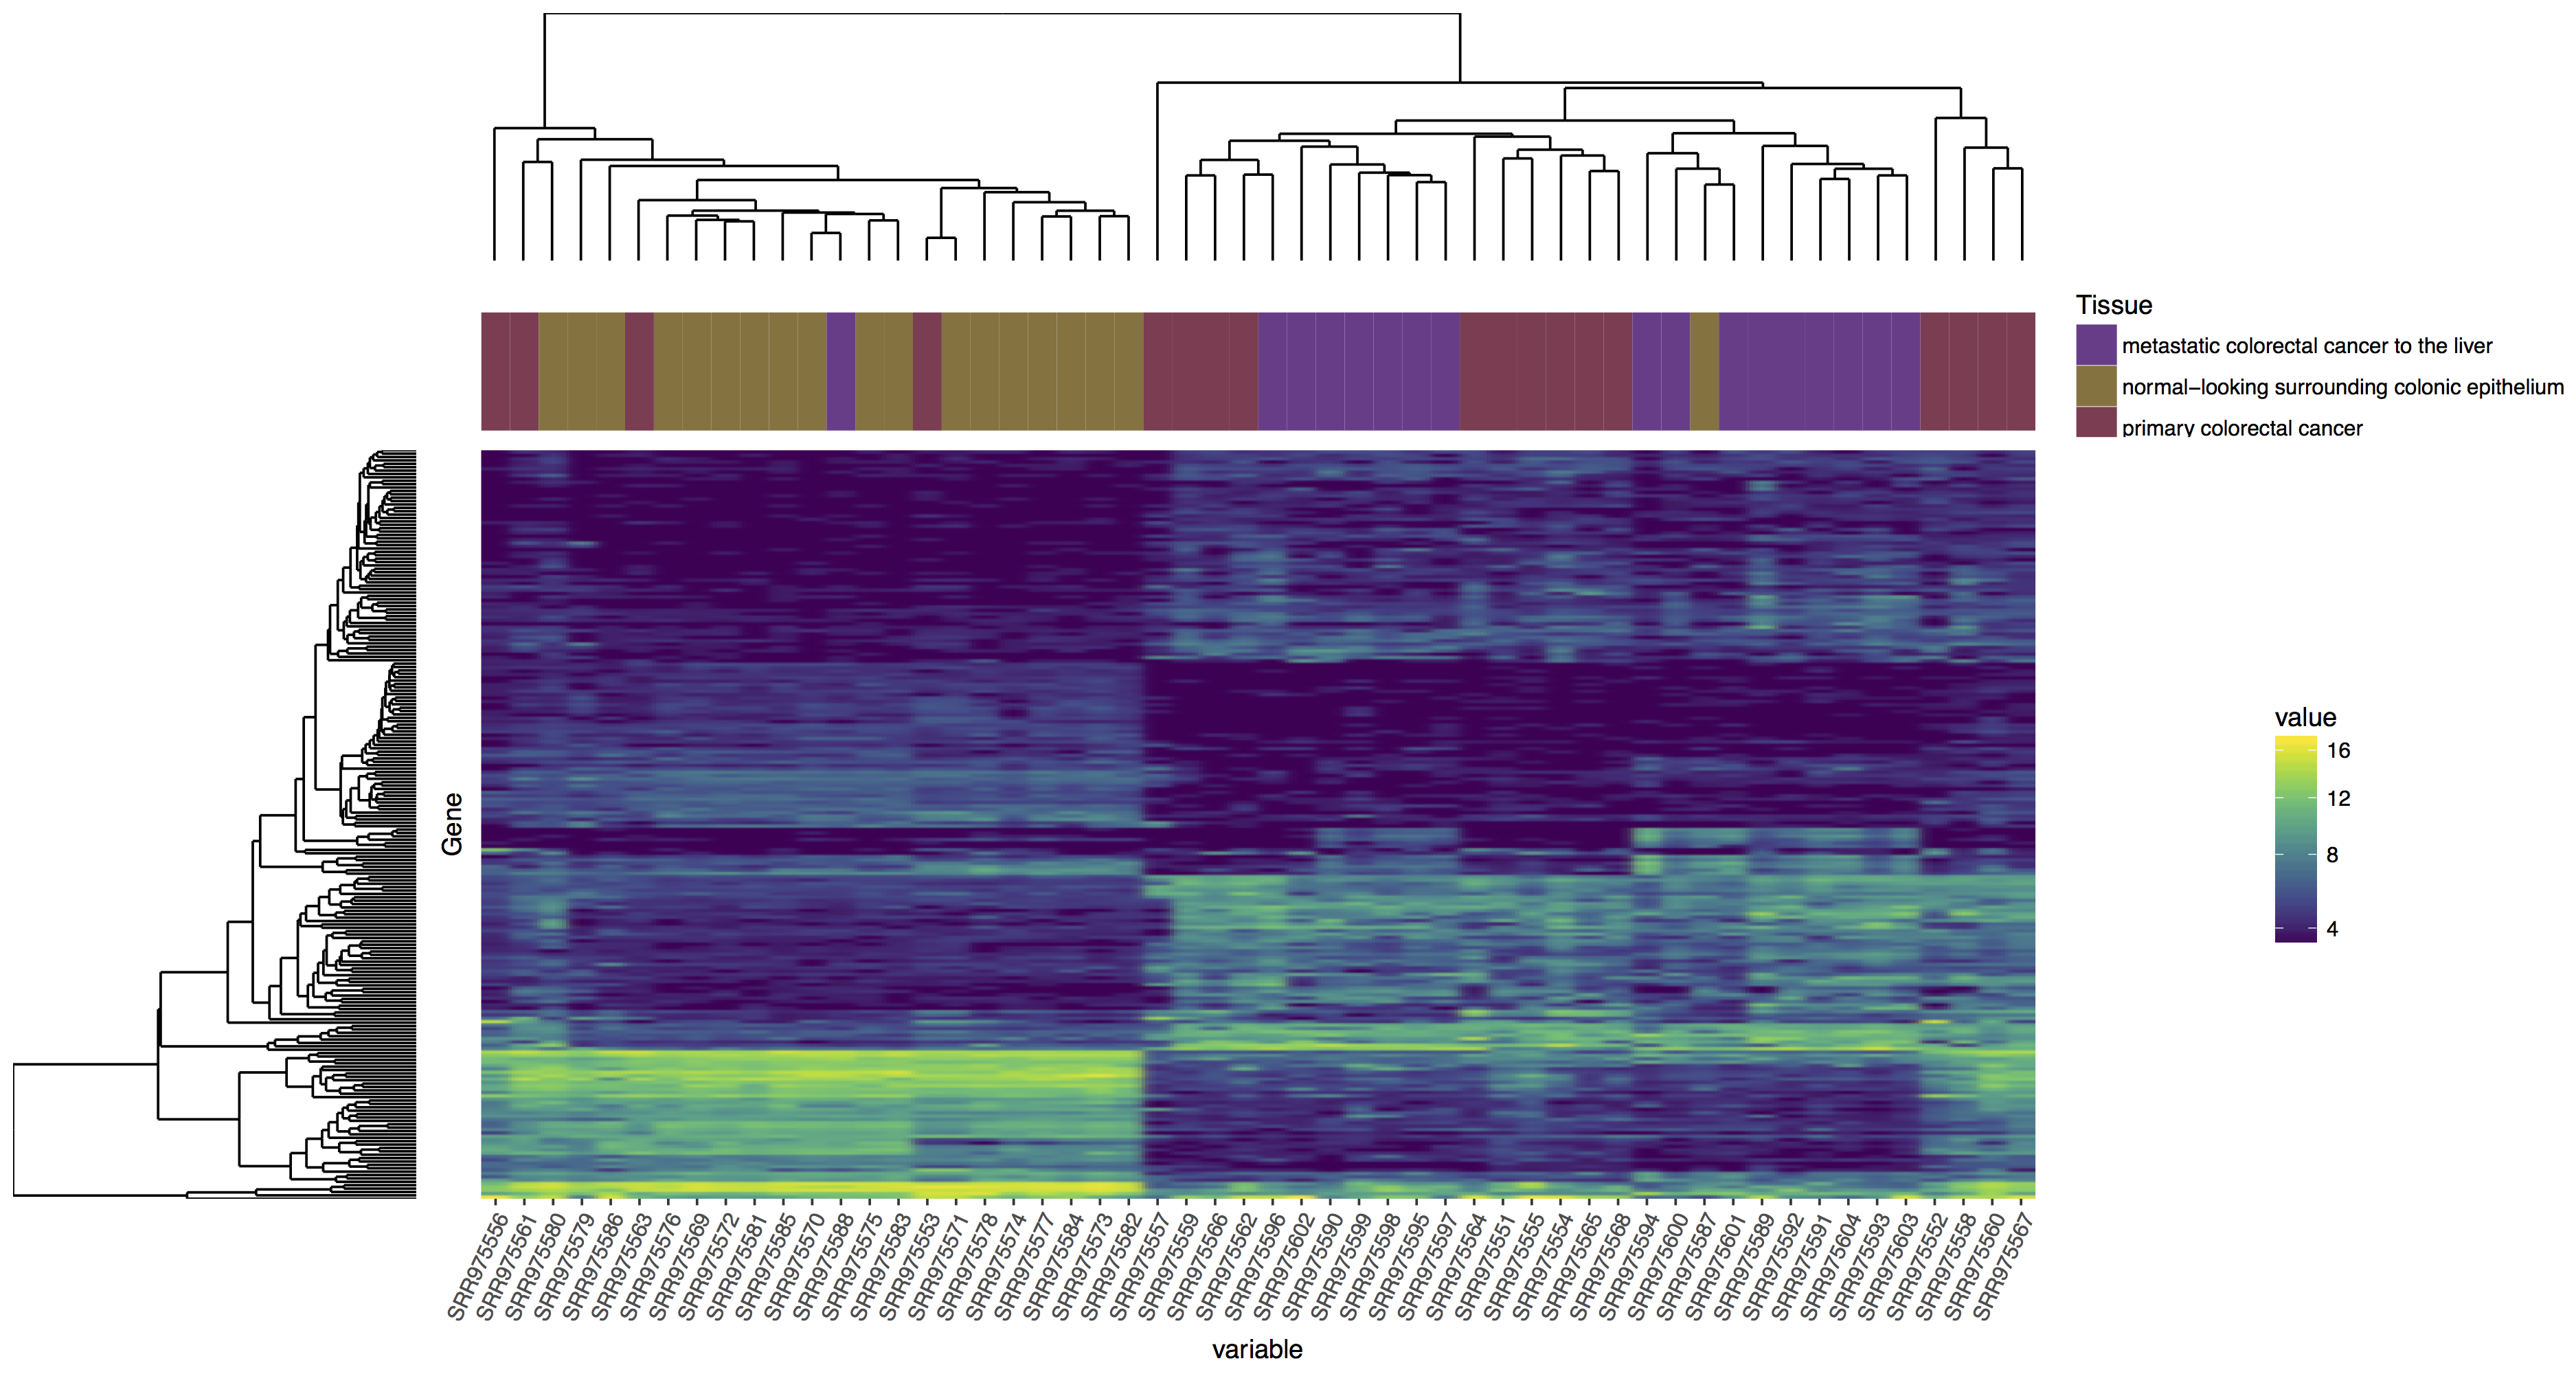 Tissue
metastatic colorectal cancer to the liver
normal−looking surrounding colonic epithelium
primary colorectal cancer
Gene
value
16
12
8
4
SRR975556
SRR975561
SRR975580
SRR975579
SRR975586
SRR975563
SRR975576
SRR975569
SRR975572
SRR975581
SRR975585
SRR975570
SRR975588
SRR975575
SRR975583
SRR975553
SRR975571
SRR975578
SRR975574
SRR975577
SRR975584
SRR975573
SRR975582
SRR975557
SRR975559
SRR975566
SRR975562
SRR975596
SRR975602
SRR975590
SRR975599
SRR975598
SRR975595
SRR975597
SRR975564
SRR975551
SRR975555
SRR975554
SRR975565
SRR975568
SRR975594
SRR975600
SRR975587
SRR975601
SRR975589
SRR975592
SRR975591
SRR975604
SRR975593
SRR975603
SRR975552
SRR975558
SRR975560
SRR975567
variable